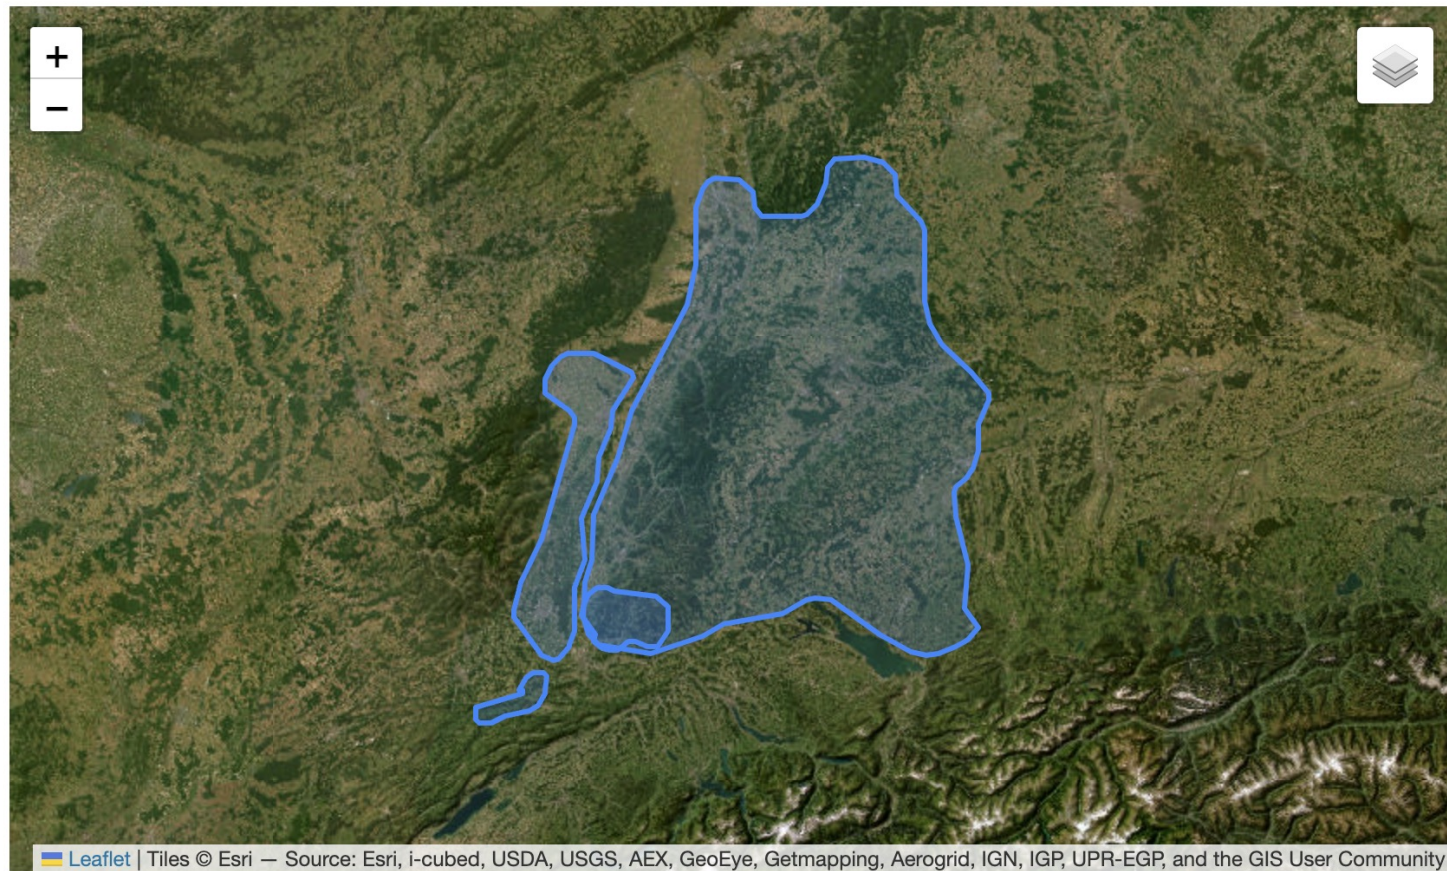 +
−
Leaflet | Tiles © Esri — Source: Esri, i-cubed, USDA, USGS, AEX, GeoEye, Getmapping, Aerogrid, IGN, IGP, UPR-EGP, and the GIS User Community